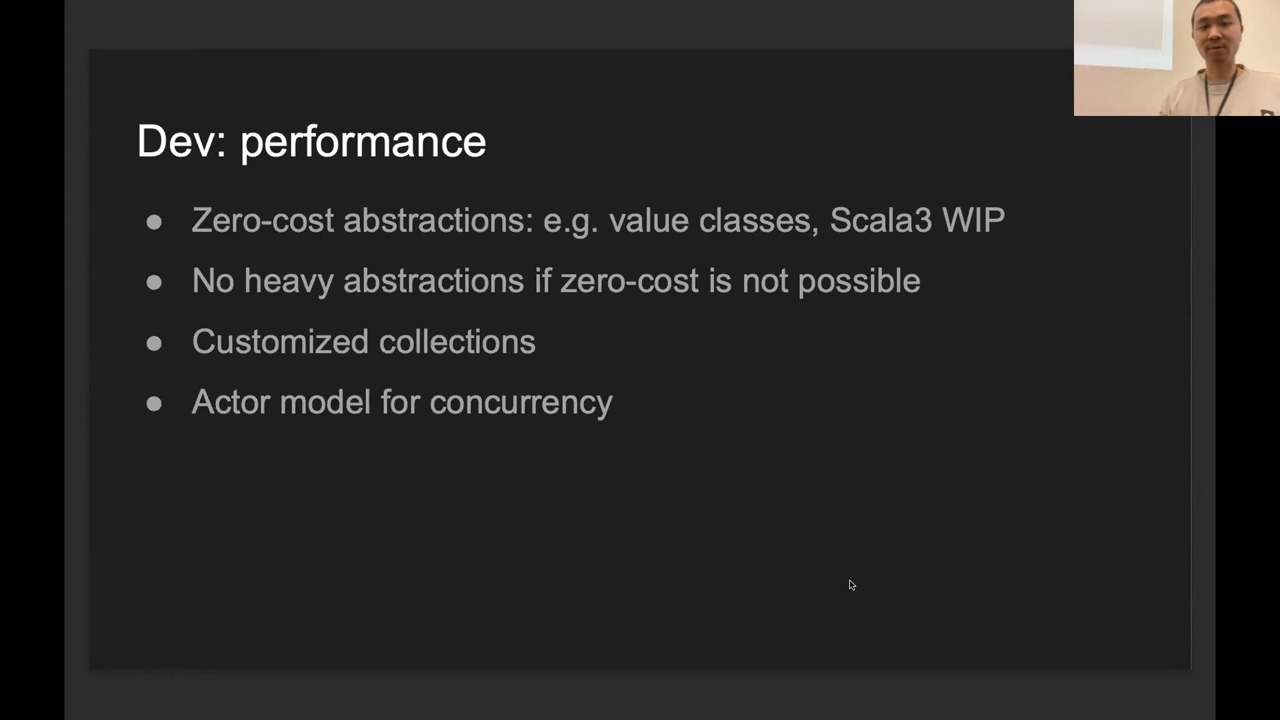 Dev: performance
● Zero-cost abstractions: e.g. value classes, Scala3 WIP
● No heavy abstractions if zero-cost is not possible
● Customized collections
● Actor model for concurrency